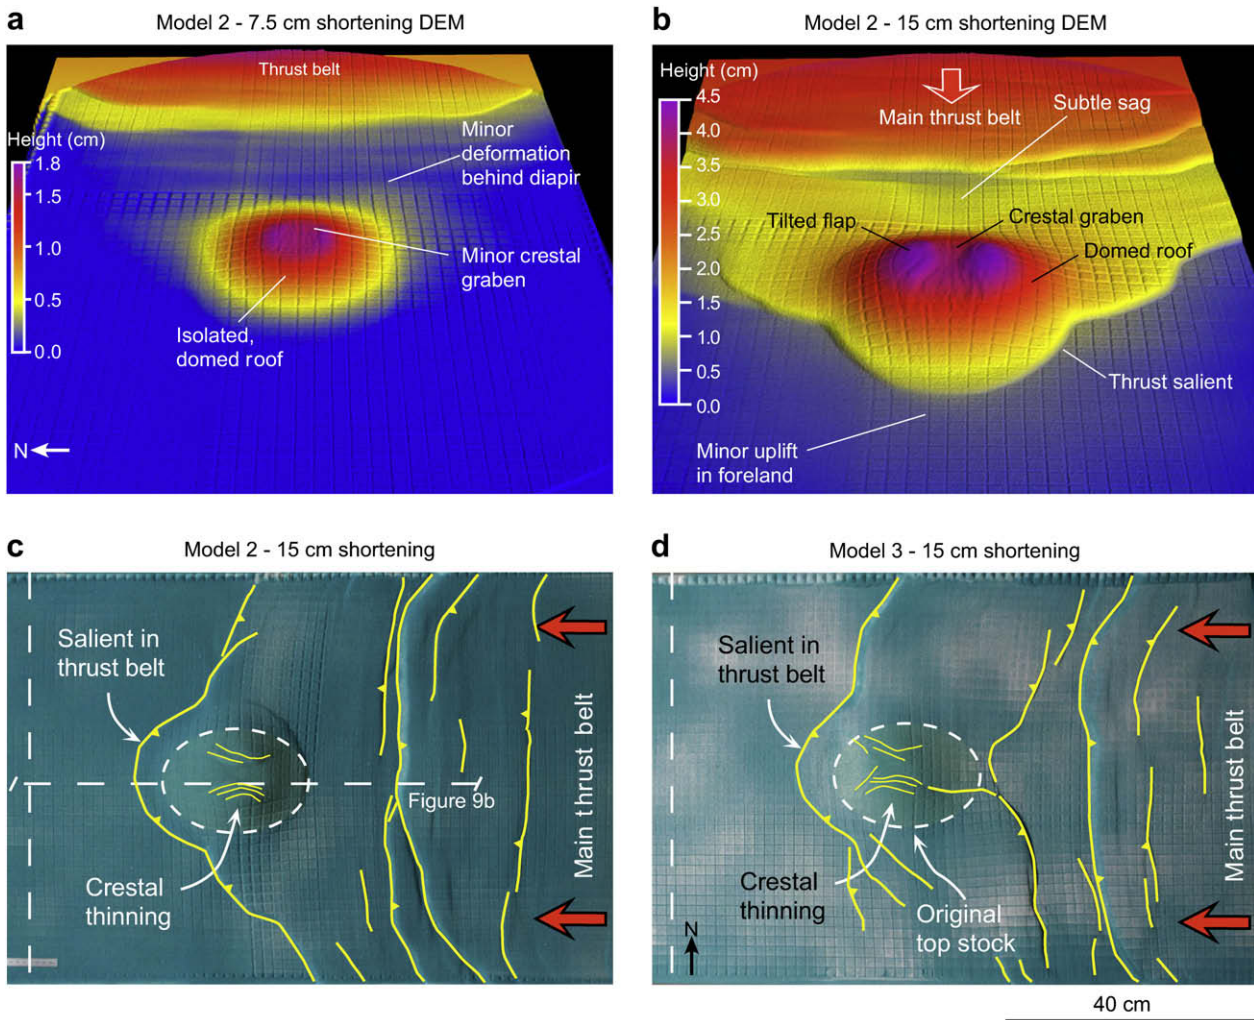 a
Model 2 - 7.5 cm shortening DEM
Thrust belt
Height (cm)
1.8
1.5
1.0
0.5
0.0
Minor
deformation
behind diapir
Minor crestal
graben
Isolated,
domed roof
N
b
Model 2 - 15 cm shortening DEM
Height (cm)
4.5
4.0
3.5
3.0
2.5
2.0
1.5
1.0
0.5
0.0
Main thrust belt
Subtle sag
Tilted flap
Crestal graben
Domed roof
Thrust salient
Minor uplift
in foreland
c
Model 2 - 15 cm shortening
Salient in
thrust belt
Figure 9b
Crestal
thinning
Main thrust belt
d
Model 3 - 15 cm shortening
Salient in
thrust belt
Crestal
thinning
Original
top stock
N
Main thrust belt
40 cm